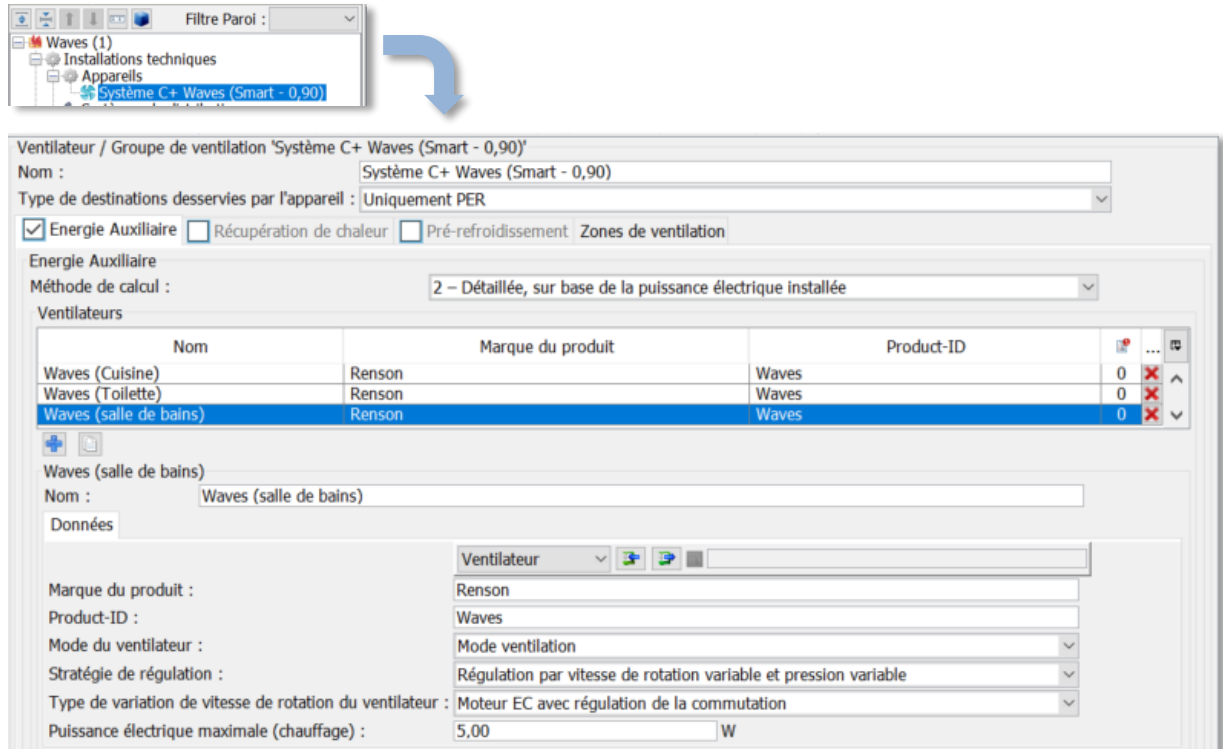 Filtre Paroi :
Waves (1)
Installations techniques
Appareils
Système C+ Waves (Smart - 0,90)
Ventilateur / Groupe de ventilation 'Système C+ Waves (Smart - 0,90)'
Nom : Système C+ Waves (Smart - 0,90)
Type de destinations desservies par l'appareil : Uniquement PER
Energie Auxiliaire Récupération de chaleur Pré-refroidissement Zones de ventilation
Energie Auxiliaire
Méthode de calcul : 2 – Détaillée, sur base de la puissance électrique installée
Ventilateurs
Nom Marque du produit Product-ID ...
Waves (Cuisine) Renson Waves 0
Waves (Toilette) Renson Waves 0
Waves (salle de bains) Renson Waves 0
Waves (salle de bains)
Nom : Waves (salle de bains)
Données
Ventilateur
Marque du produit : Renson
Product-ID : Waves
Mode du ventilateur : Mode ventilation
Stratégie de régulation : Régulation par vitesse de rotation variable et pression variable
Type de variation de vitesse de rotation du ventilateur : Moteur EC avec régulation de la commutation
Puissance électrique maximale (chauffage) : 5,00 W